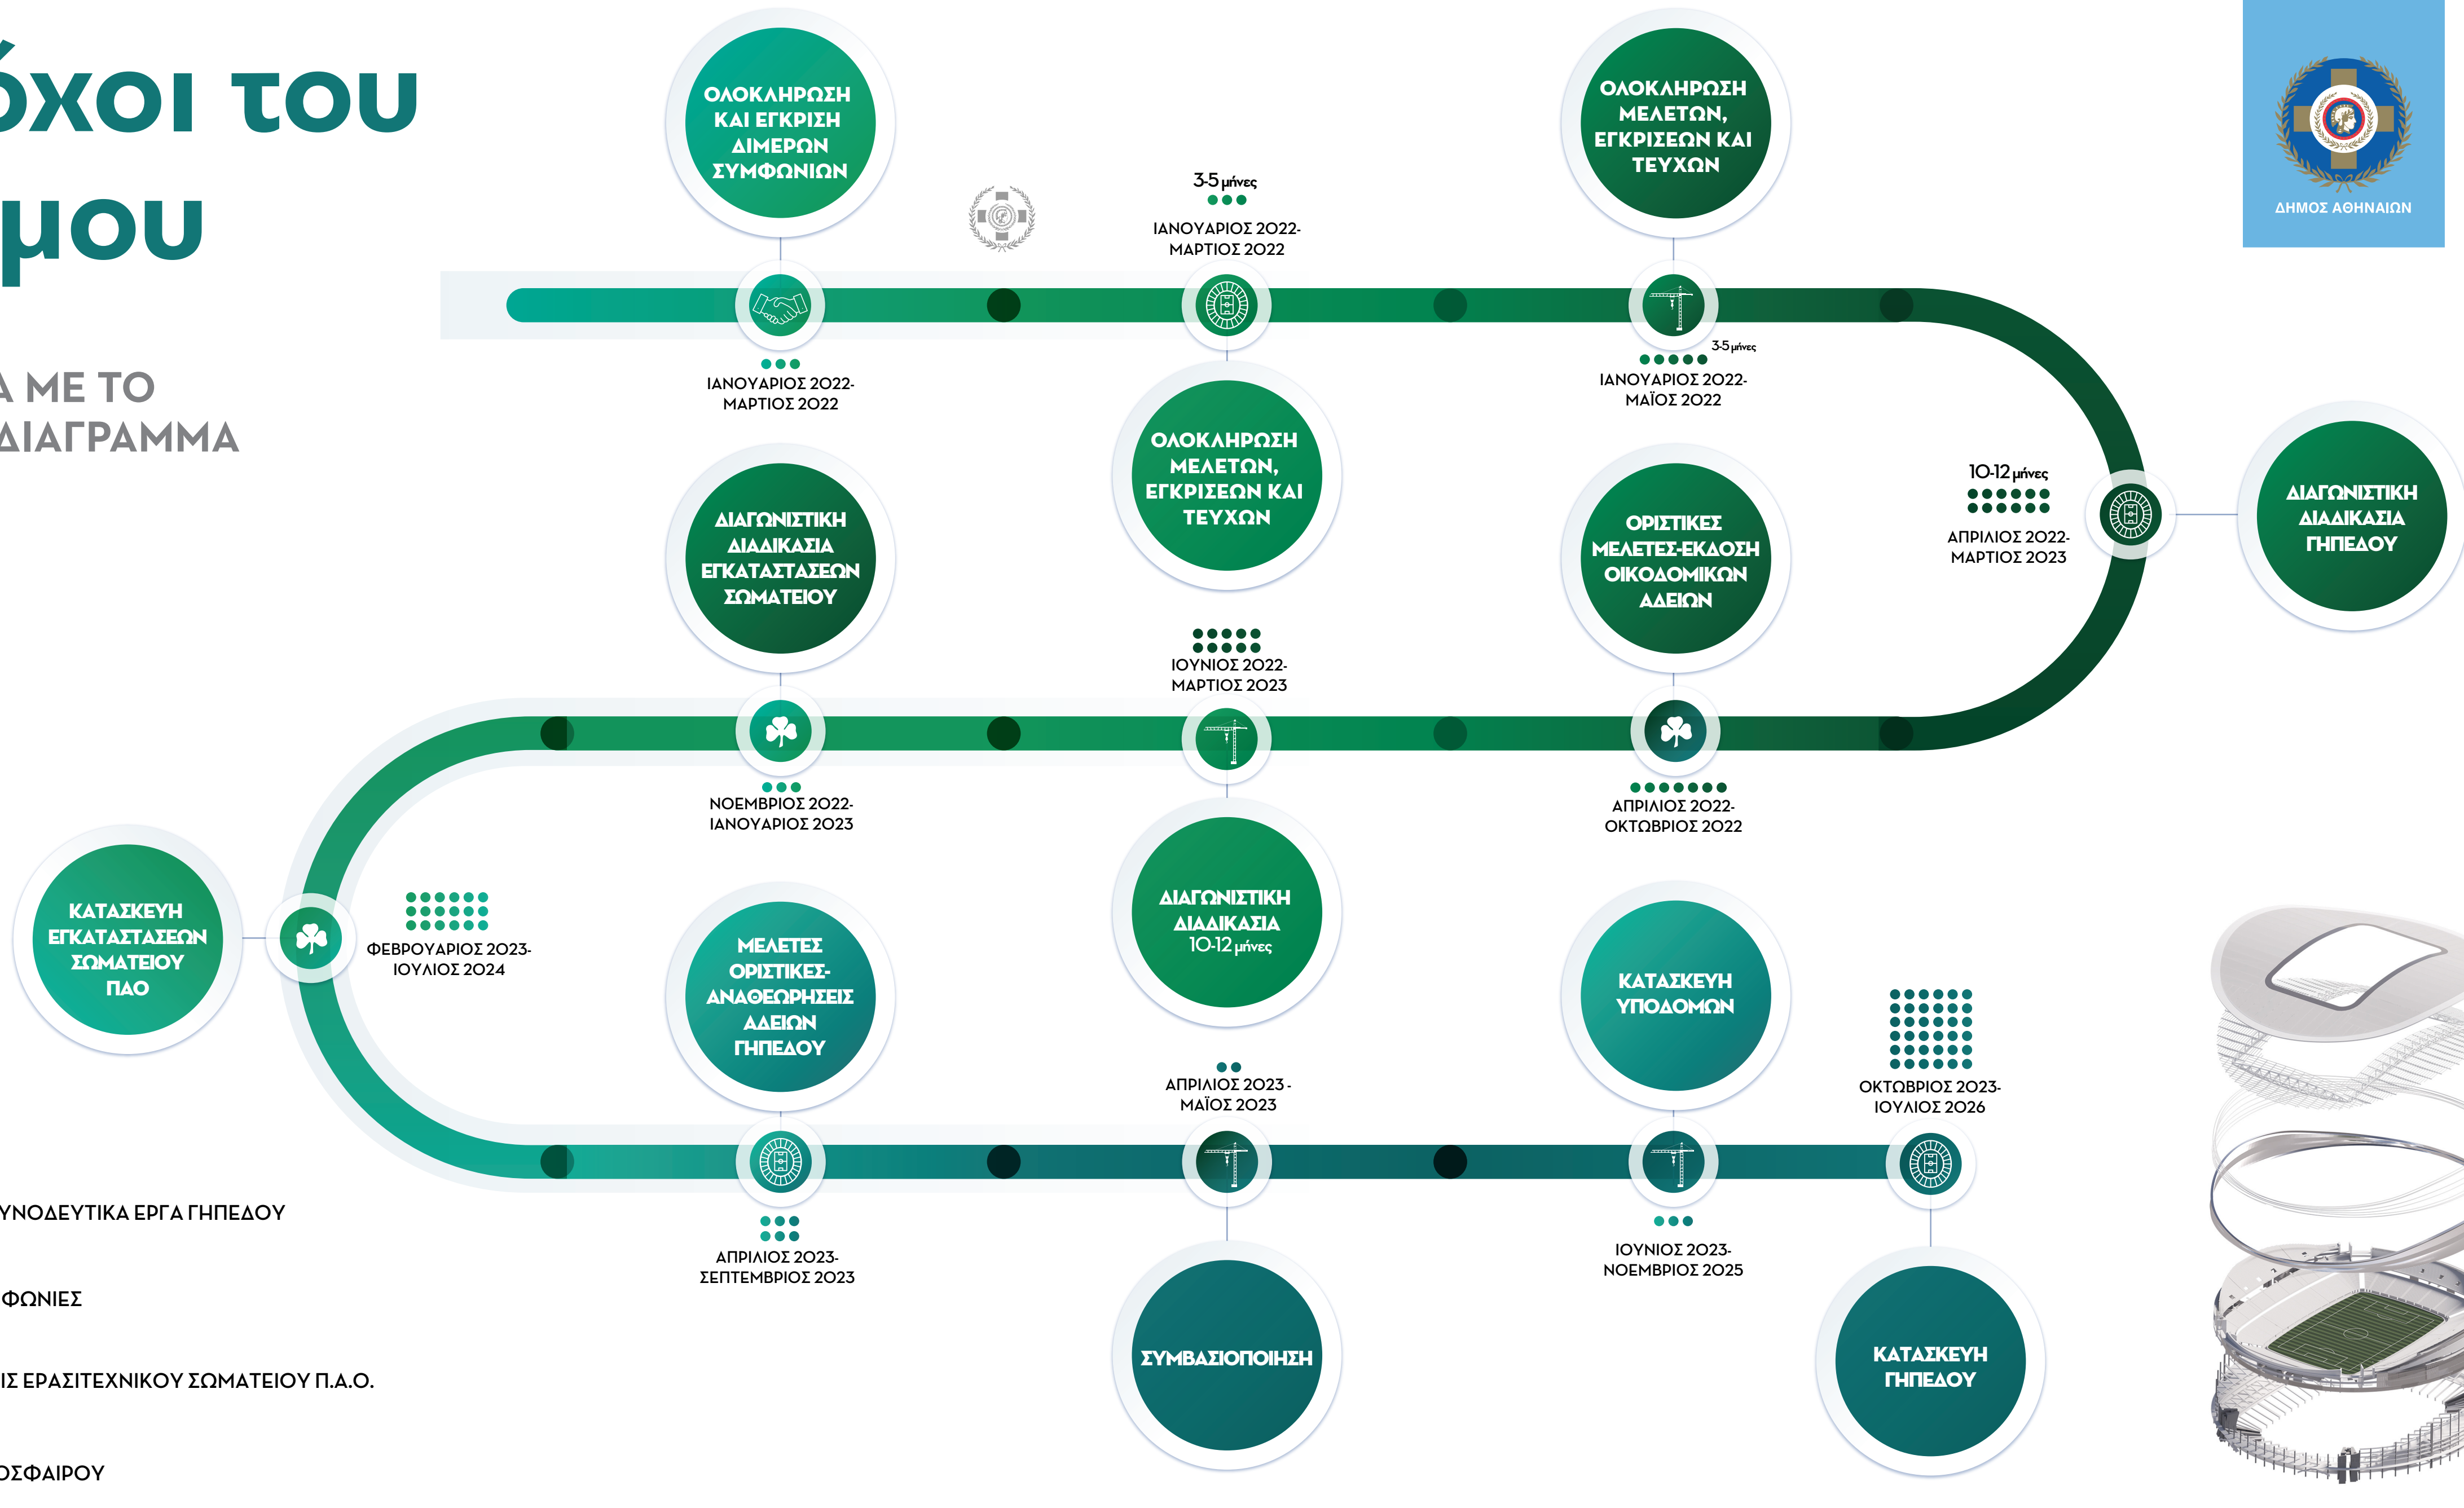 όχοι του
μου
Α ΜΕ ΤΟ
ΔΙΑΓΡΑΜΜΑ
ΟΛΟΚΛΗΡΩΣΗ
ΚΑΙ ΕΓΚΡΙΣΗ
ΔΙΜΕΡΩΝ
ΣΥΜΦΩΝΙΩΝ
ΙΑΝΟΥΑΡΙΟΣ 2022-
ΜΑΡΤΙΟΣ 2022
3-5 μήνες
ΙΑΝΟΥΑΡΙΟΣ 2022-
ΜΑΡΤΙΟΣ 2022
ΟΛΟΚΛΗΡΩΣΗ
ΜΕΛΕΤΩΝ,
ΕΓΚΡΙΣΕΩΝ ΚΑΙ
ΤΕΥΧΩΝ
ΟΛΟΚΛΗΡΩΣΗ
ΜΕΛΕΤΩΝ,
ΕΓΚΡΙΣΕΩΝ ΚΑΙ
ΤΕΥΧΩΝ
3-5 μήνες
ΙΑΝΟΥΑΡΙΟΣ 2022-
ΜΑΪΟΣ 2022
ΔΗΜΟΣ ΑΘΗΝΑΙΩΝ
10-12 μήνες
ΑΠΡΙΛΙΟΣ 2022-
ΜΑΡΤΙΟΣ 2023
ΔΙΑΓΩΝΙΣΤΙΚΗ
ΔΙΑΔΙΚΑΣΙΑ
ΓΗΠΕΔΟΥ
ΟΡΙΣΤΙΚΕΣ
ΜΕΛΕΤΕΣ-ΕΚΔΟΣΗ
ΟΙΚΟΔΟΜΙΚΩΝ
ΑΔΕΙΩΝ
ΑΠΡΙΛΙΟΣ 2022-
ΟΚΤΩΒΡΙΟΣ 2022
ΙΟΥΝΙΟΣ 2022-
ΜΑΡΤΙΟΣ 2023
ΔΙΑΓΩΝΙΣΤΙΚΗ
ΔΙΑΔΙΚΑΣΙΑ
10-12 μήνες
ΔΙΑΓΩΝΙΣΤΙΚΗ
ΔΙΑΔΙΚΑΣΙΑ
ΕΓΚΑΤΑΣΤΑΣΕΩΝ
ΣΩΜΑΤΕΙΟΥ
ΝΟΕΜΒΡΙΟΣ 2022-
ΙΑΝΟΥΑΡΙΟΣ 2023
ΚΑΤΑΣΚΕΥΗ
ΕΓΚΑΤΑΣΤΑΣΕΩΝ
ΣΩΜΑΤΕΙΟΥ
ΠΑΟ
ΦΕΒΡΟΥΑΡΙΟΣ 2023-
ΙΟΥΛΙΟΣ 2024
ΜΕΛΕΤΕΣ
ΟΡΙΣΤΙΚΕΣ-
ΑΝΑΘΕΩΡΗΣΕΙΣ
ΑΔΕΙΩΝ
ΓΗΠΕΔΟΥ
ΑΠΡΙΛΙΟΣ 2023-
ΣΕΠΤΕΜΒΡΙΟΣ 2023
ΑΠΡΙΛΙΟΣ 2023 -
ΜΑΪΟΣ 2023
ΣΥΜΒΑΣΙΟΠΟΙΗΣΗ
ΚΑΤΑΣΚΕΥΗ
ΥΠΟΔΟΜΩΝ
ΙΟΥΝΙΟΣ 2023-
ΝΟΕΜΒΡΙΟΣ 2025
ΟΚΤΩΒΡΙΟΣ 2023-
ΙΟΥΛΙΟΣ 2026
ΚΑΤΑΣΚΕΥΗ
ΓΗΠΕΔΟΥ
ΥΝΟΔΕΥΤΙΚΑ ΕΡΓΑ ΓΗΠΕΔΟΥ
ΦΩΝΙΕΣ
ΙΣ ΕΡΑΣΙΤΕΧΝΙΚΟΥ ΣΩΜΑΤΕΙΟΥ Π.Α.Ο.
ΟΣΦΑΙΡΟΥ